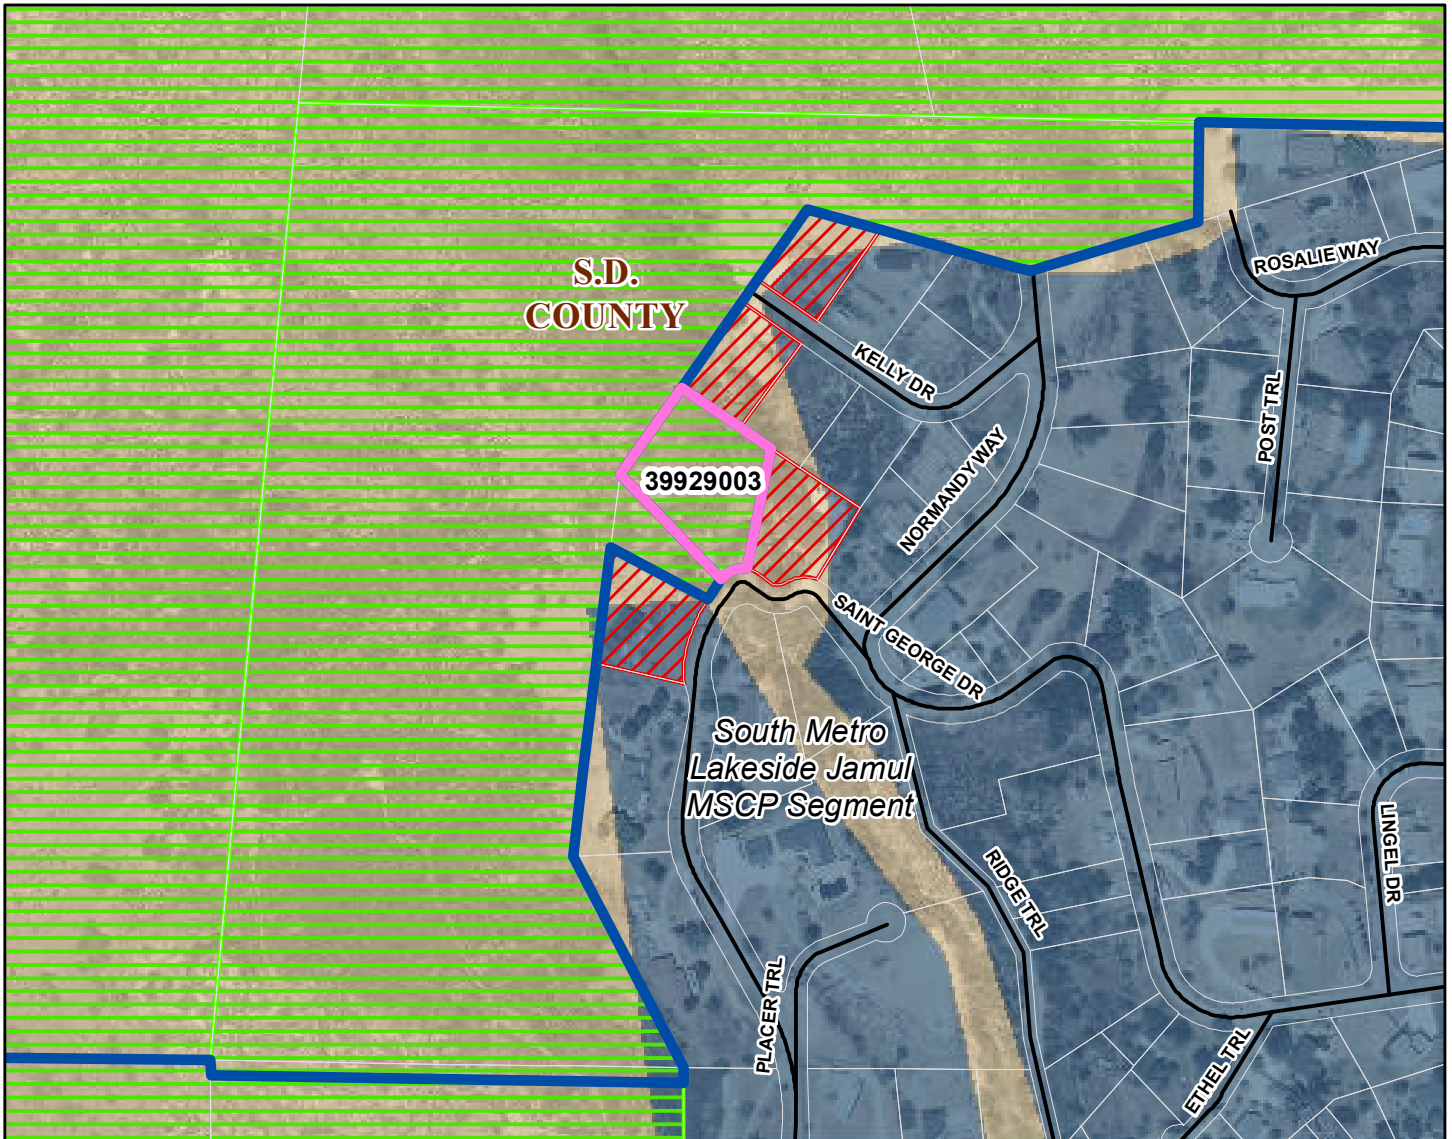 ROSALIE WAY
S.D.
COUNTY
KELLY DR
POST TRL
NORMANDY WAY
39929003
SAINT GEORGE DR
South Metro
Lakeside Jamul
MSCP Segment
LINGEL DR
RIDGE TRL
PLACER TRL
ETHEL TRL